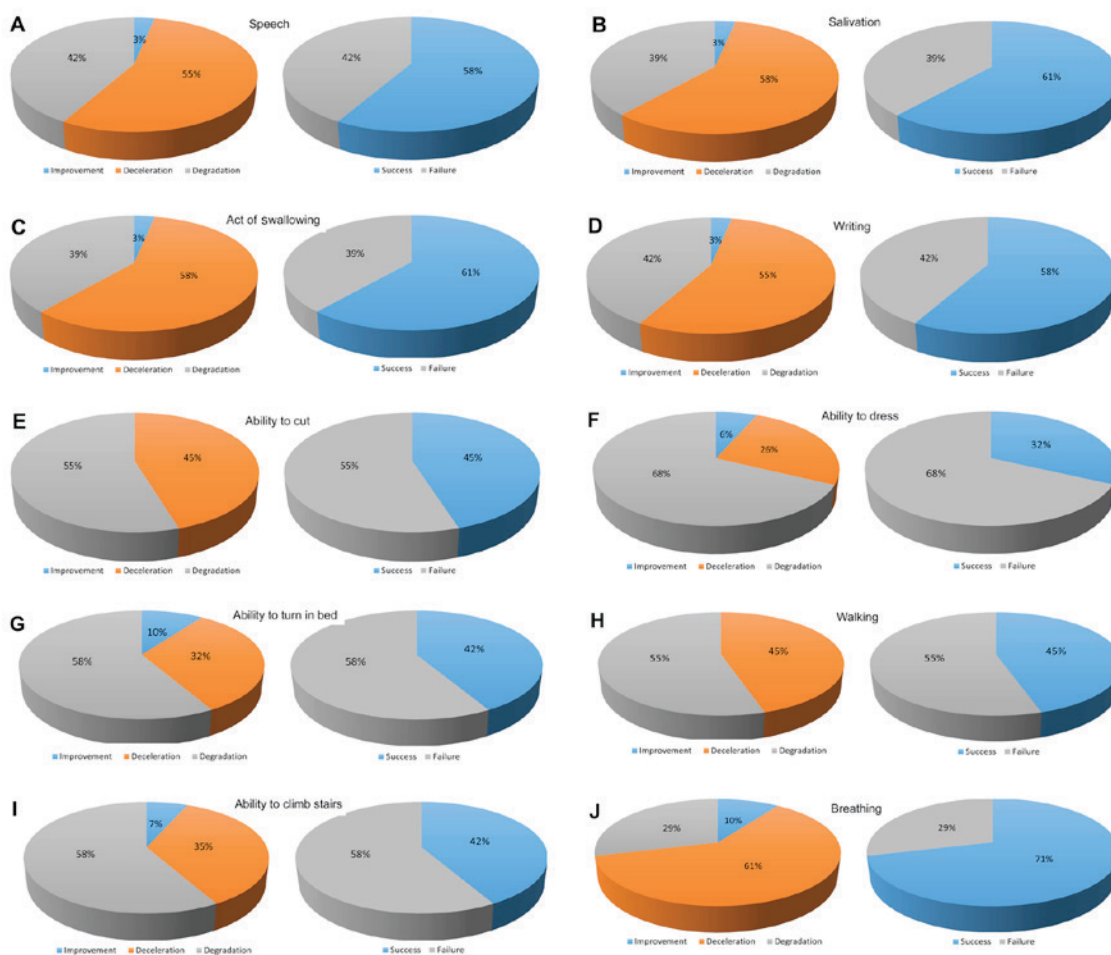 A Speech B Salivation
3% 42% 55% 42% 58% 3% 39% 58% 39% 61%
Improvement Deceleration Degradation Success Failure Improvement Deceleration Degradation Success Failure
C Act of swallowing D Writing
3% 39% 58% 39% 61% 3% 42% 55% 42% 58%
Improvement Deceleration Degradation Success Failure Improvement Deceleration Degradation Success Failure
E Ability to cut F Ability to dress
55% 45% 55% 45% 6% 26% 68% 32% 68%
Improvement Deceleration Degradation Success Failure Improvement Deceleration Degradation Success Failure
G Ability to turn in bed H Walking
10% 58% 32% 58% 42% 55% 45% 55% 45%
Improvement Deceleration Degradation Success Failure Improvement Deceleration Degradation Success Failure
I Ability to climb stairs J Breathing
7% 58% 35% 58% 42% 10% 29% 61% 29% 71%
Improvement Deceleration Degradation Success Failure Improvement Deceleration Degradation Success Failure